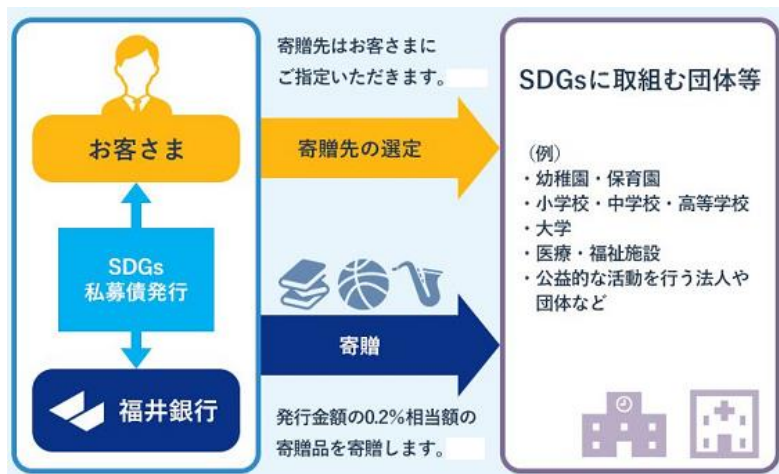 寄贈先はお客さまに
ご指定いただきます。
お客さま
寄贈先の選定
SDGs
私募債発行
寄贈
福井銀行
発行金額の0.2%相当額の
寄贈品を寄贈します。
SDGsに取組む団体等
（例）
・幼稚園・保育園
・小学校・中学校・高等学校
・大学
・医療・福祉施設
・公益的な活動を行う法人や
団体など